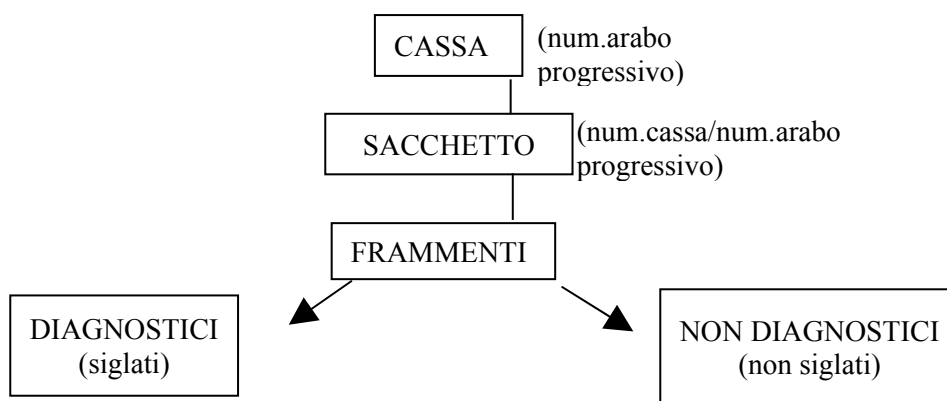 CASSA
(num.arabo
progressivo)
SACCHETTO
(num.cassa/num.arabo
progressivo)
FRAMMENTI
DIAGNOSTICI
(siglati)
NON DIAGNOSTICI
(non siglati)